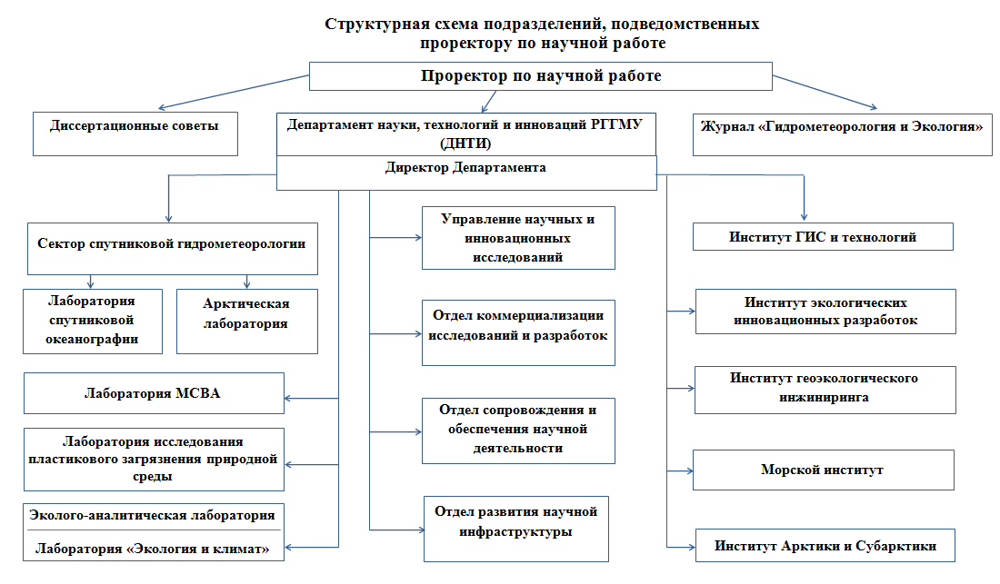 Структурная схема подразделений, подведомственных
проректору по научной работе
Проректор по научной работе
Диссертационные советы
Департамент науки, технологий и инноваций РГГМУ
(ДНТИ)
Журнал «Гидрометеорология и Экология»
Директор Департамента
Сектор спутниковой гидрометеорологии
Лаборатория
спутниковой
океанографии
Арктическая
лаборатория
Лаборатория МСВА
Лаборатория исследования
пластикового загрязнения природной
среды
Эколого-аналитическая лаборатория
Лаборатория «Экология и климат»
Управление научных и
инновационных
исследований
Отдел коммерциализации
исследований и разработок
Отдел сопровождения и
обеспечения научной
деятельности
Отдел развития научной
инфраструктуры
Институт ГИС и технологий
Институт экологических
инновационных разработок
Институт геоэкологического
инжиниринга
Морской институт
Институт Арктики и Субарктики